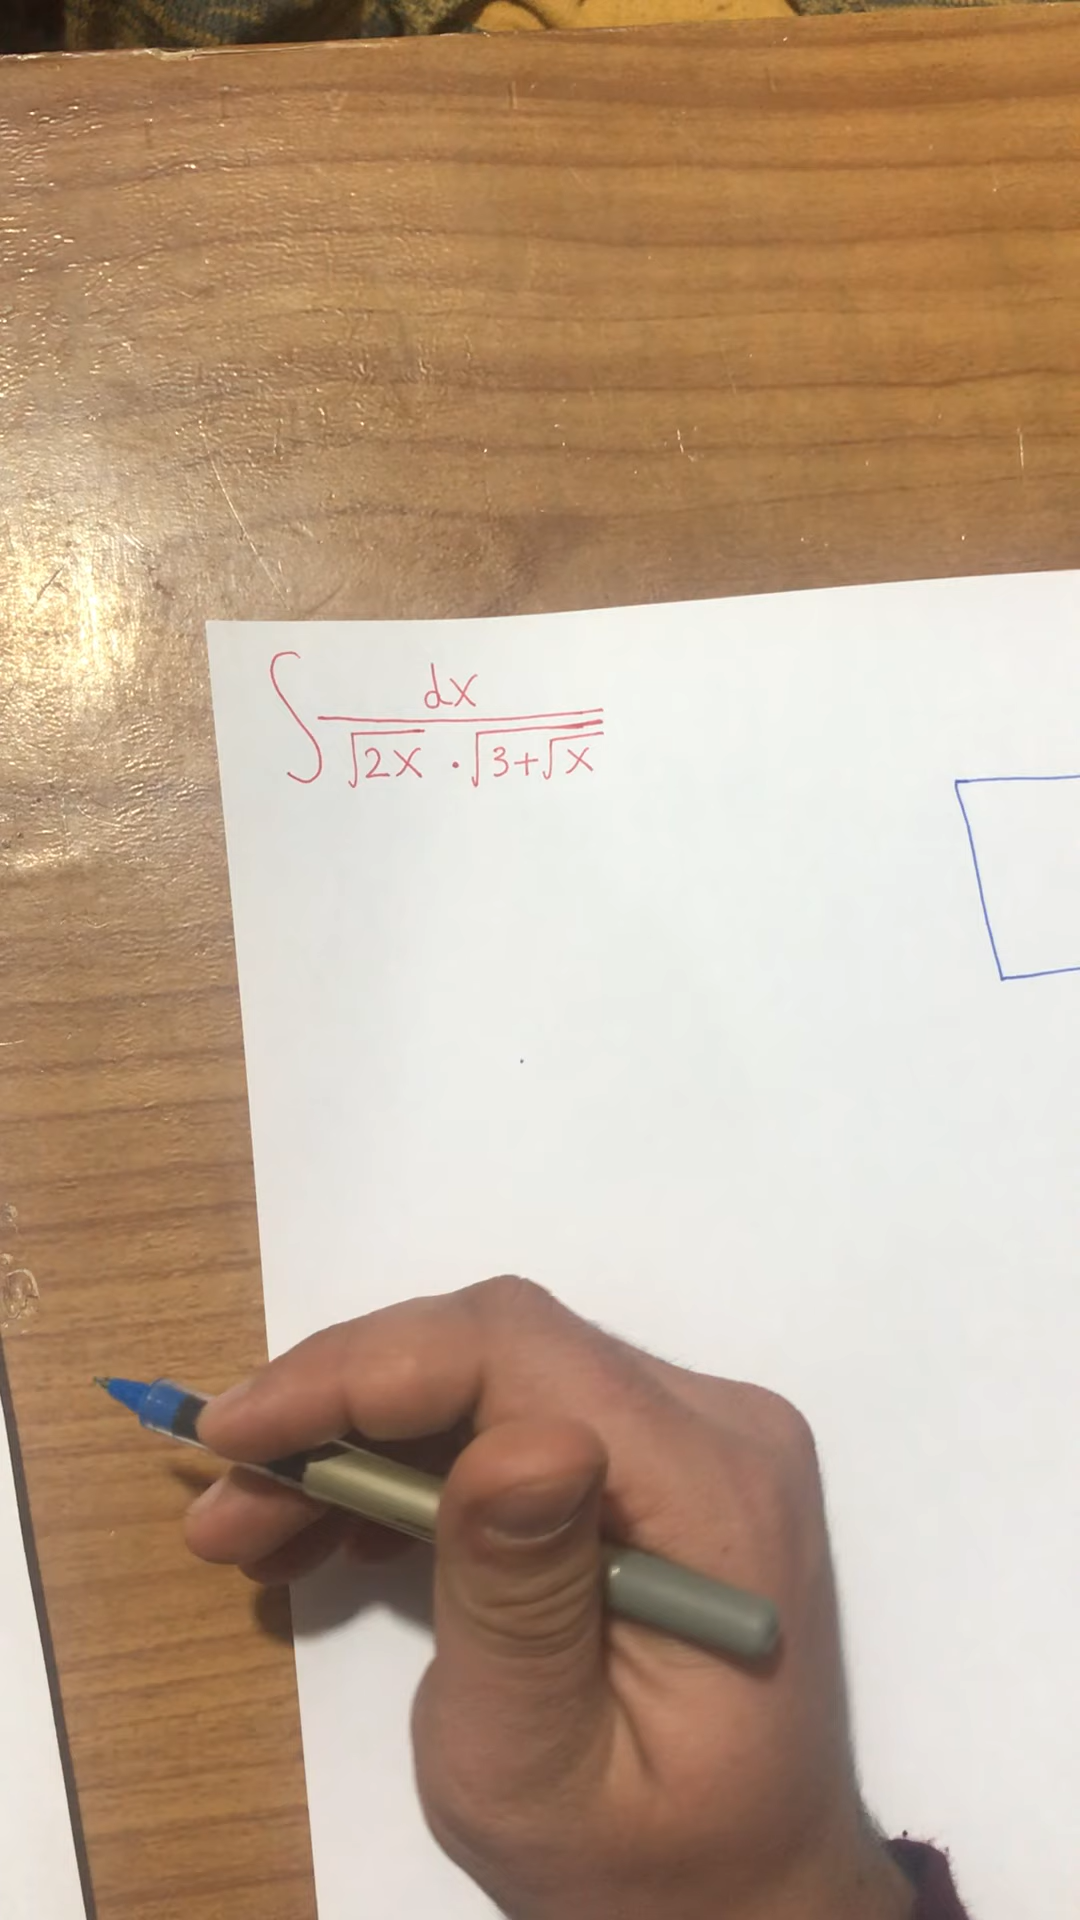 ∫ dx / (√2x · √(3+√x))